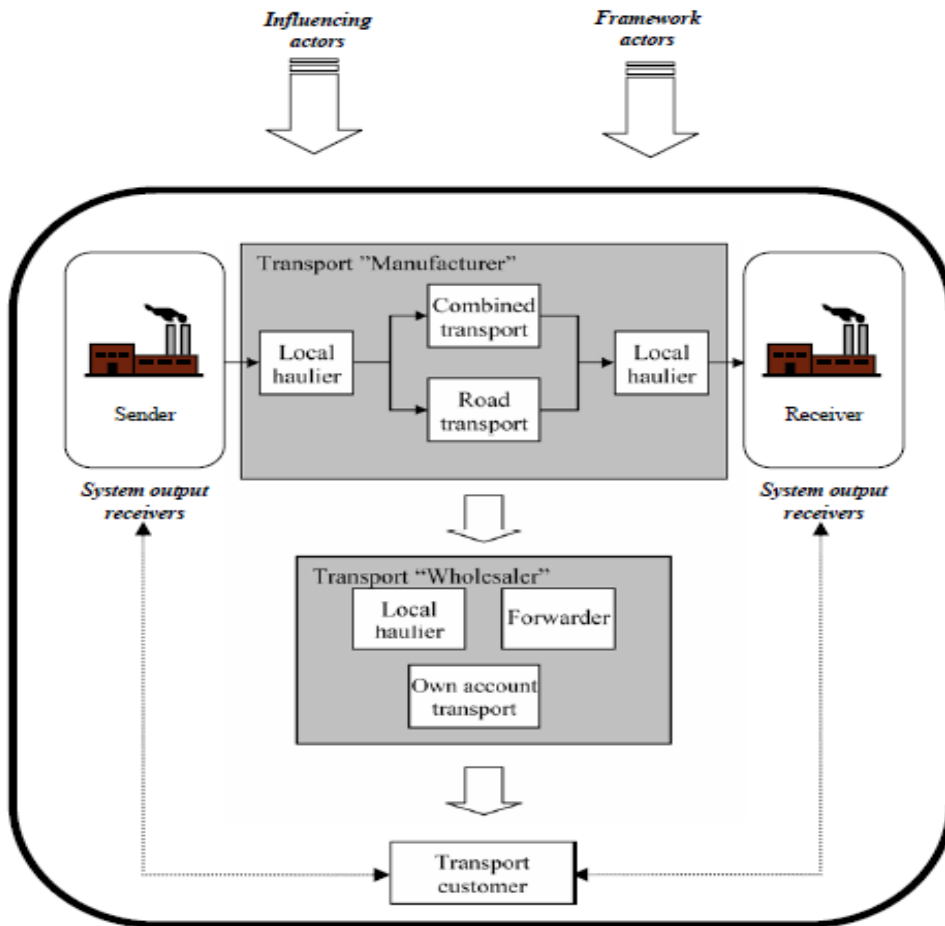 Influencing
actors
Framework
actors
Transport ”Manufacturer”
Combined
transport
Local
haulier
Local
haulier
Road
transport
Sender
Receiver
System output
receivers
System output
receivers
Transport “Wholesaler”
Local
haulier
Forwarder
Own account
transport
Transport
customer